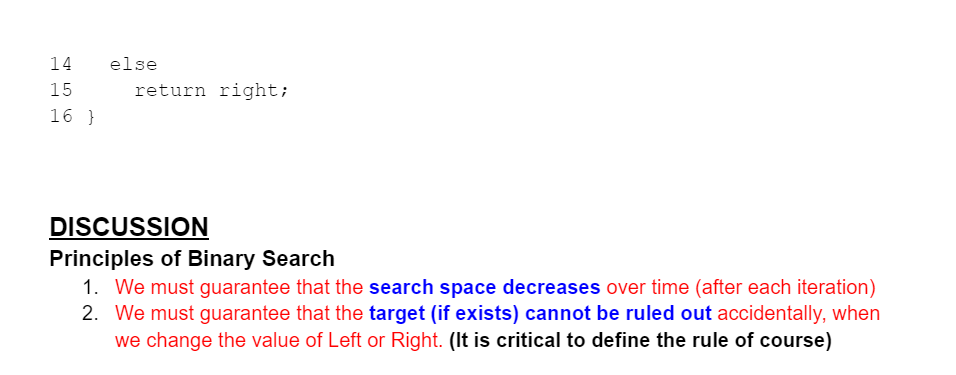 14 else
15 return right;
16 }
DISCUSSION
Principles of Binary Search
1. We must guarantee that the search space decreases over time (after each iteration)
2. We must guarantee that the target (if exists) cannot be ruled out accidentally, when
we change the value of Left or Right. (It is critical to define the rule of course)